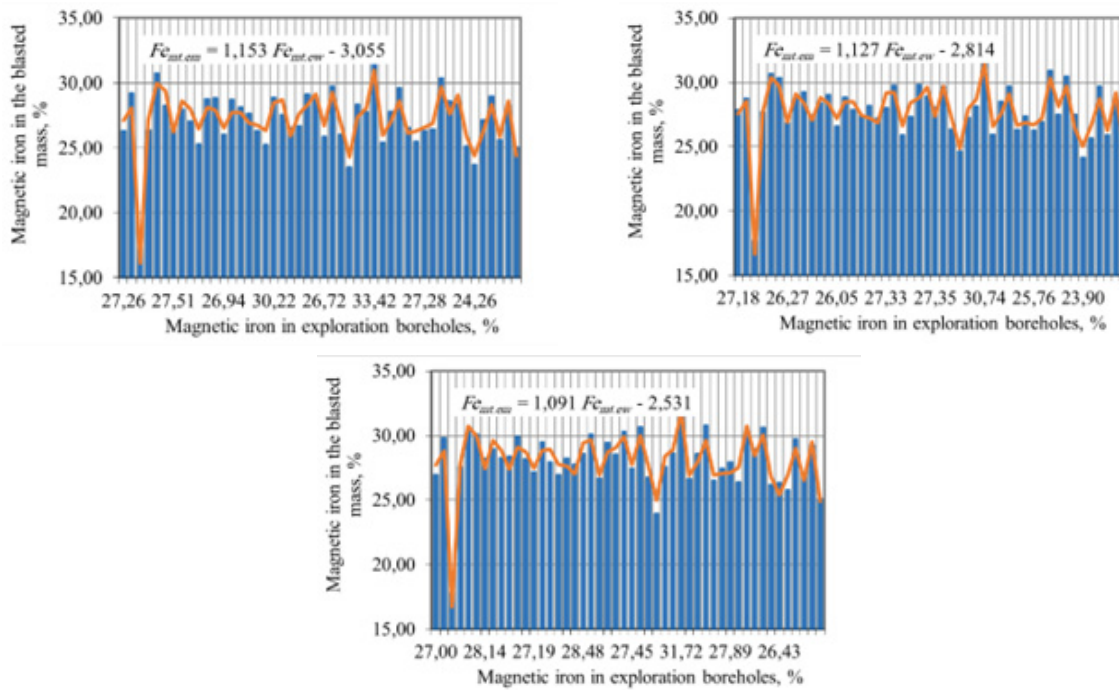 35,00
30,00
25,00
20,00
15,00
Magnetic iron in the blasted
mass, %
= 1,153 - 3,055
27,26 27,51 26,94 30,22 26,72 33,42 27,28 24,26
Magnetic iron in exploration boreholes, %
35,00
30,00
25,00
20,00
15,00
Magnetic iron in the blasted
mass, %
= 1,127 - 2,814
27,18 26,27 26,05 27,33 27,35 30,74 25,76 23,90
Magnetic iron in exploration boreholes, %
35,00
30,00
25,00
20,00
15,00
Magnetic iron in the blasted
mass, %
= 1,091 - 2,531
27,00 28,14 27,19 28,48 27,45 31,72 27,89 26,43
Magnetic iron in exploration boreholes, %